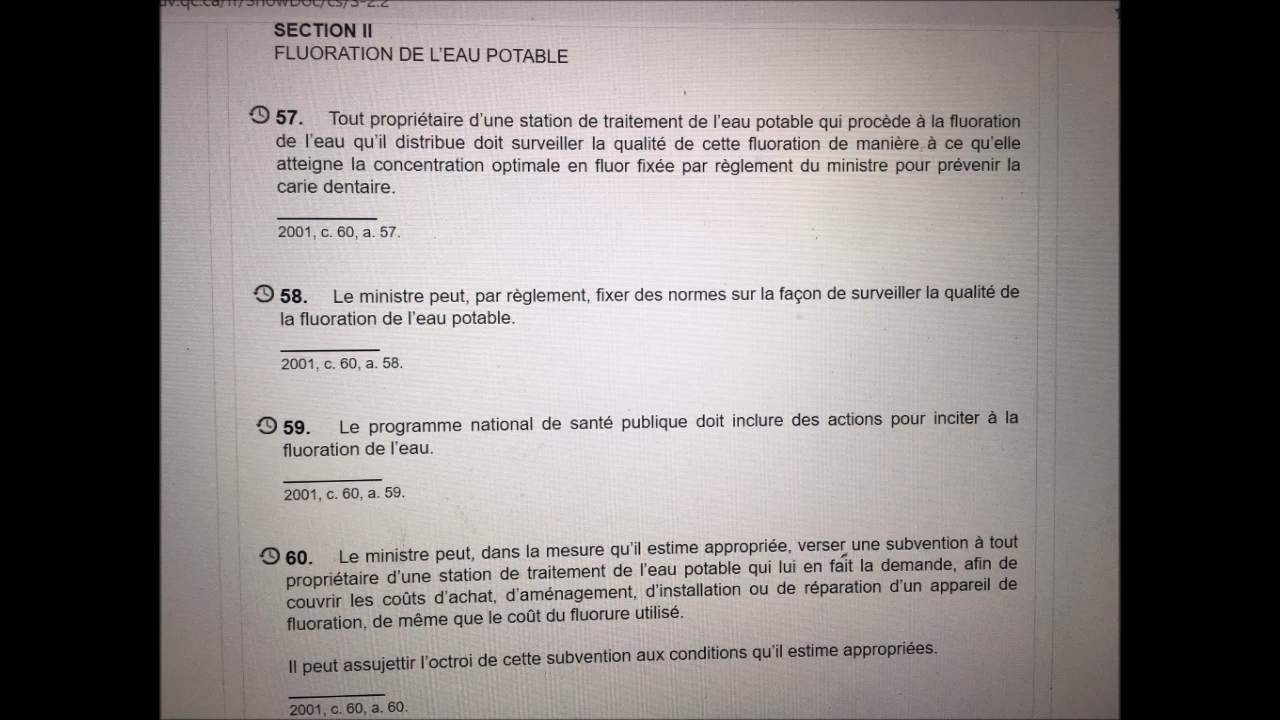 SECTION II
FLUORATION DE L'EAU POTABLE
57. Tout propriétaire d'une station de traitement de l'eau potable qui procède à la fluoration
de l'eau qu'il distribue doit surveiller la qualité de cette fluoration de manière à ce qu'elle
atteigne la concentration optimale en fluor fixée par règlement du ministre pour prévenir la
carie dentaire.
2001, c. 60, a. 57.
58. Le ministre peut, par règlement, fixer des normes sur la façon de surveiller la qualité de
la fluoration de l'eau potable.
2001, c. 60, a. 58.
59. Le programme national de santé publique doit inclure des actions pour inciter à la
fluoration de l'eau.
2001, c. 60, a. 59.
60. Le ministre peut, dans la mesure qu'il estime appropriée, verser une subvention à tout
propriétaire d'une station de traitement de l'eau potable qui lui en fait la demande, afin de
couvrir les coûts d'achat, d'aménagement, d'installation ou de réparation d'un appareil de
fluoration, de même que le coût du fluorure utilisé.
Il peut assujettir l'octroi de cette subvention aux conditions qu'il estime appropriées.
2001, c. 60, a. 60.